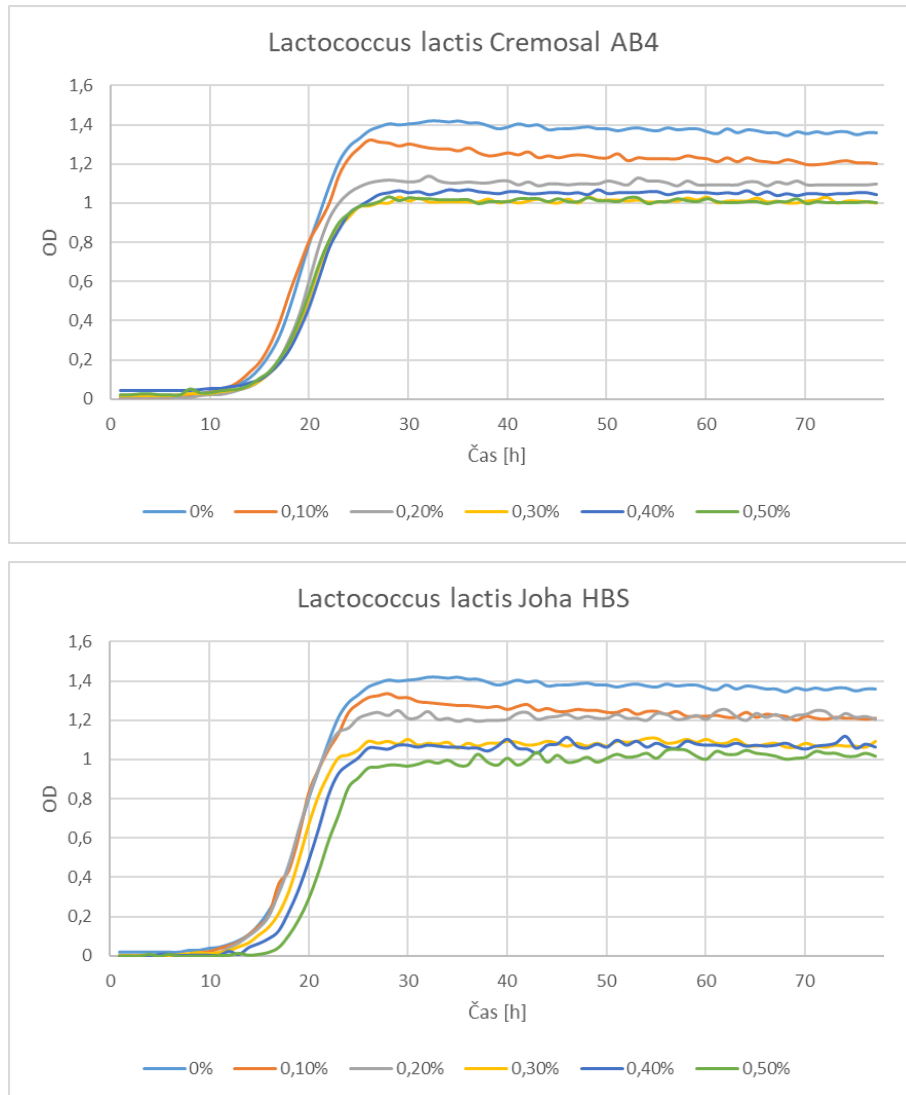 Lactococcus lactis Cremosal AB4
1,6
1,4
1,2
1
0,8
0,6
0,4
0,2
0
OD
0 10 20 30 40 50 60 70
Čas [h]
0% 0,10% 0,20% 0,30% 0,40% 0,50%
Lactococcus lactis Joha HBS
1,6
1,4
1,2
1
0,8
0,6
0,4
0,2
0
OD
0 10 20 30 40 50 60 70
Čas [h]
0% 0,10% 0,20% 0,30% 0,40% 0,50%